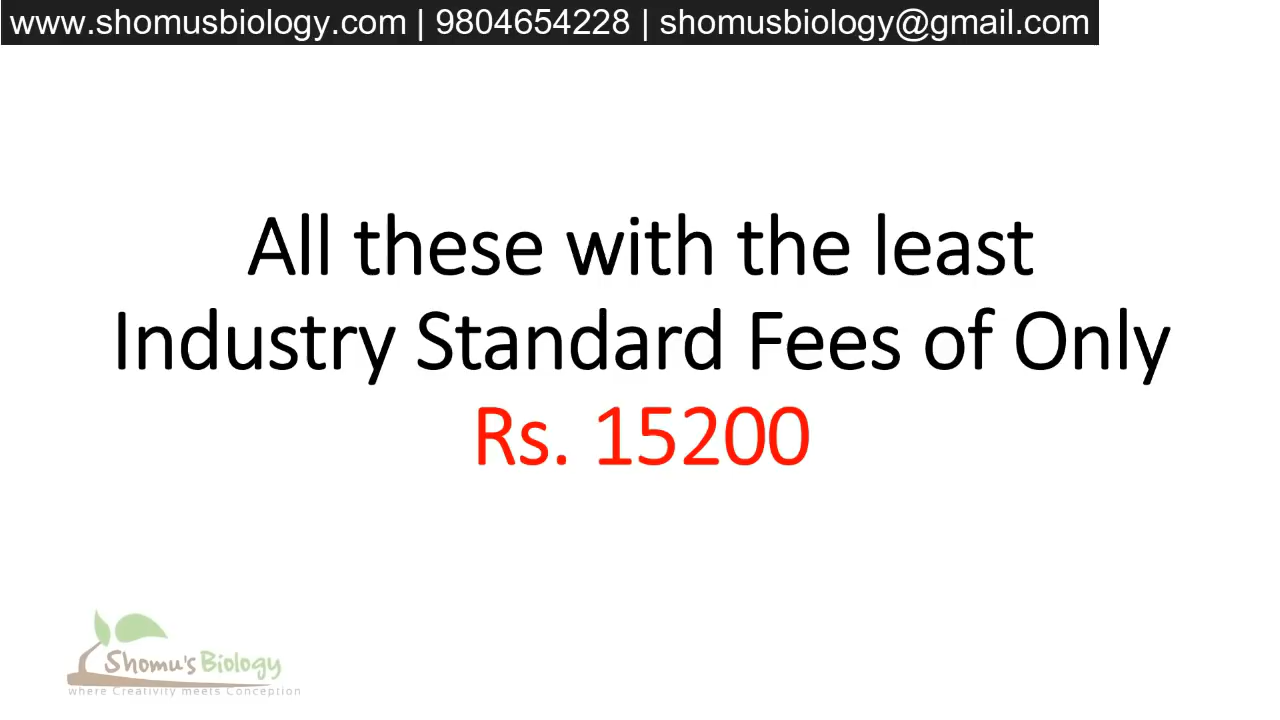 www.shomusbiology.com | 9804654228 | shomusbiology@gmail.com
All these with the least
Industry Standard Fees of Only
Rs. 15200
Shomu's Biology
where Creativity meets Conception